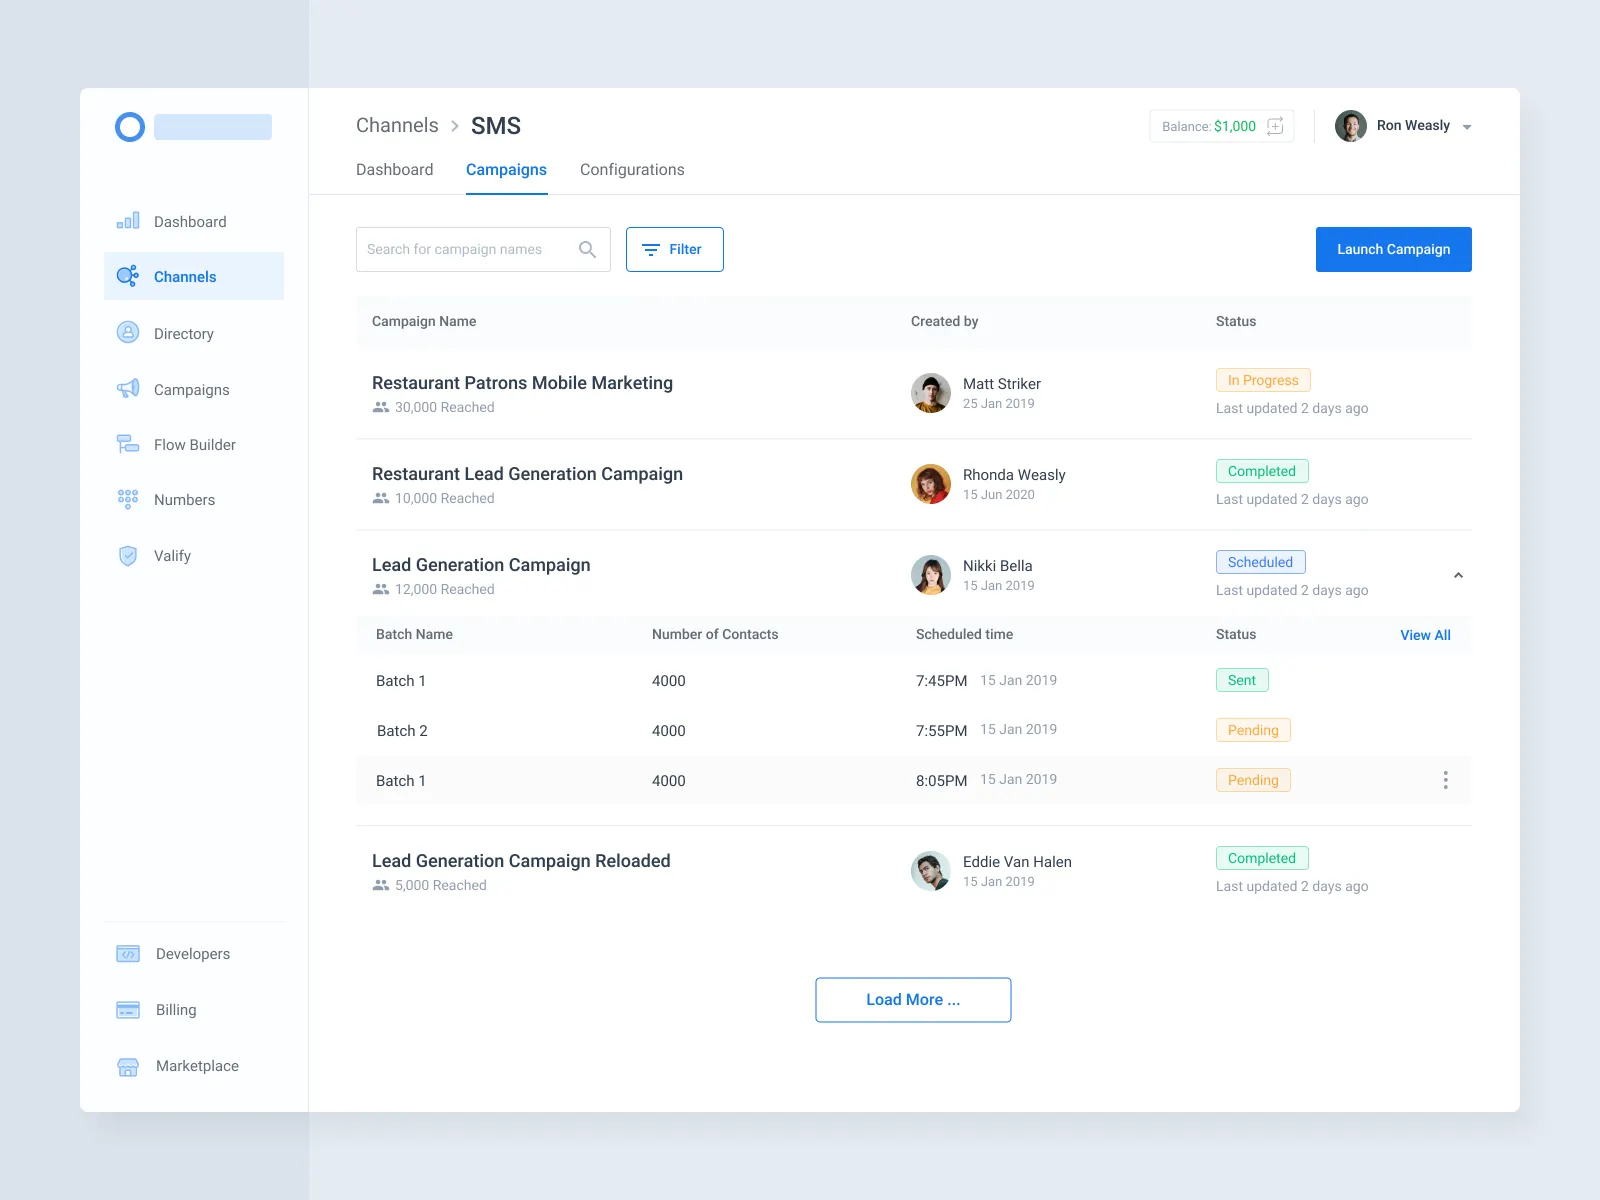 Channels > SMS
Balance: $1,000
Ron Weasly
Dashboard Campaigns Configurations
Dashboard
Channels
Directory
Campaigns
Flow Builder
Numbers
Valify
Developers
Billing
Marketplace
Search for campaign names
Filter
Launch Campaign
Campaign Name Created by Status
Restaurant Patrons Mobile Marketing
30,000 Reached
Matt Striker
25 Jan 2019
In Progress
Last updated 2 days ago
Restaurant Lead Generation Campaign
10,000 Reached
Rhonda Weasly
15 Jun 2020
Completed
Last updated 2 days ago
Lead Generation Campaign
12,000 Reached
Nikki Bella
15 Jan 2019
Scheduled
Last updated 2 days ago
Batch Name Number of Contacts Scheduled time Status View All
Batch 1 4000 7:45PM 15 Jan 2019 Sent
Batch 2 4000 7:55PM 15 Jan 2019 Pending
Batch 1 4000 8:05PM 15 Jan 2019 Pending
Lead Generation Campaign Reloaded
5,000 Reached
Eddie Van Halen
15 Jan 2019
Completed
Last updated 2 days ago
Load More ...